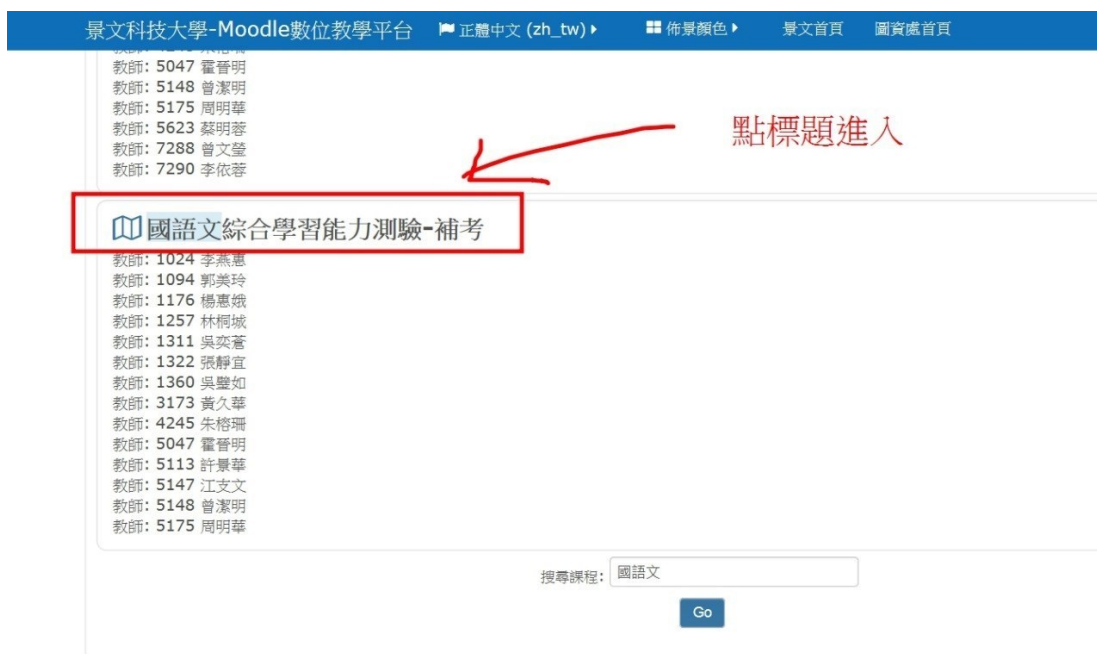 景文科技大學-Moodle數位教學平台 正體中文 (zh_tw) 佈景顏色 景文首頁 圖資處首頁
教師: 5047 霍晉明
教師: 5148 曾潔明
教師: 5175 周明華
教師: 5623 蔡明蓉
教師: 7288 曾文瑩
教師: 7290 李依蓉
點標題進入
國語文綜合學習能力測驗-補考
教師: 1024 李燕惠
教師: 1094 郭美玲
教師: 1176 楊惠娥
教師: 1257 林桐城
教師: 1311 吳奕蒼
教師: 1322 張靜宜
教師: 1360 吳璧如
教師: 3173 黃久華
教師: 4245 朱榕珊
教師: 5047 霍晉明
教師: 5113 許景華
教師: 5147 江支文
教師: 5148 曾潔明
教師: 5175 周明華
搜尋課程: 國語文
Go